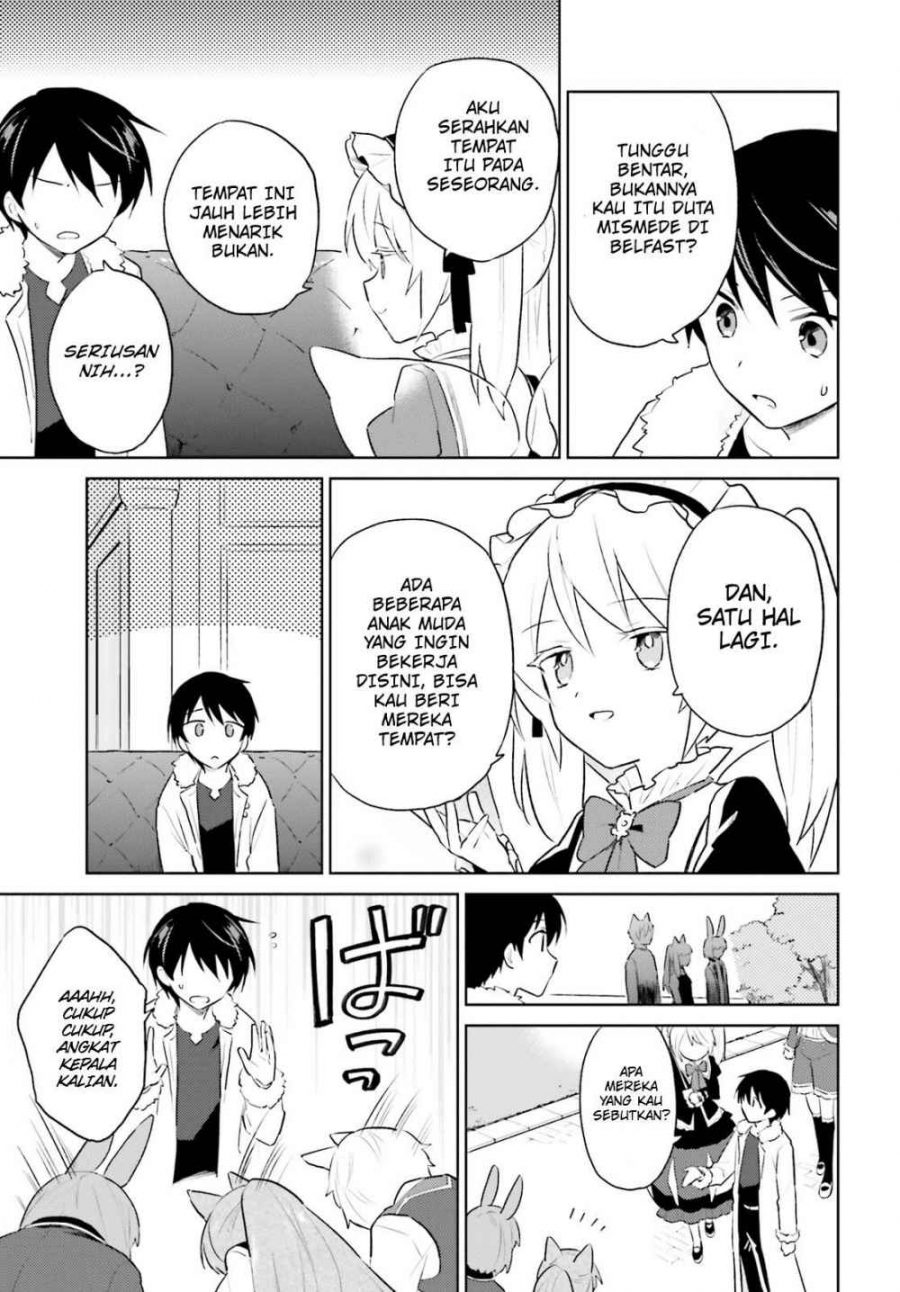 TUNGGU
BENTAR,
BUKANNYA
KAU ITU DUTA
MISMEDE DI
BELFAST?
AKU
SERAHKAN
TEMPAT
ITU PADA
SESEORANG.
TEMPAT INI
JAUH LEBIH
MENARIK
BUKAN.
SERIUSAN
NIH...?
DAN,
SATU HAL
LAGI.
ADA
BEBERAPA
ANAK MUDA
YANG INGIN
BEKERJA
DISINI, BISA
KAU BERI
MEREKA
TEMPAT?
APA
MEREKA
YANG KAU
SEBUTKAN?
ばっっ
AAAHH,
CUKUP
CUKUP,
ANGKAT
KEPALA
KALIAN.